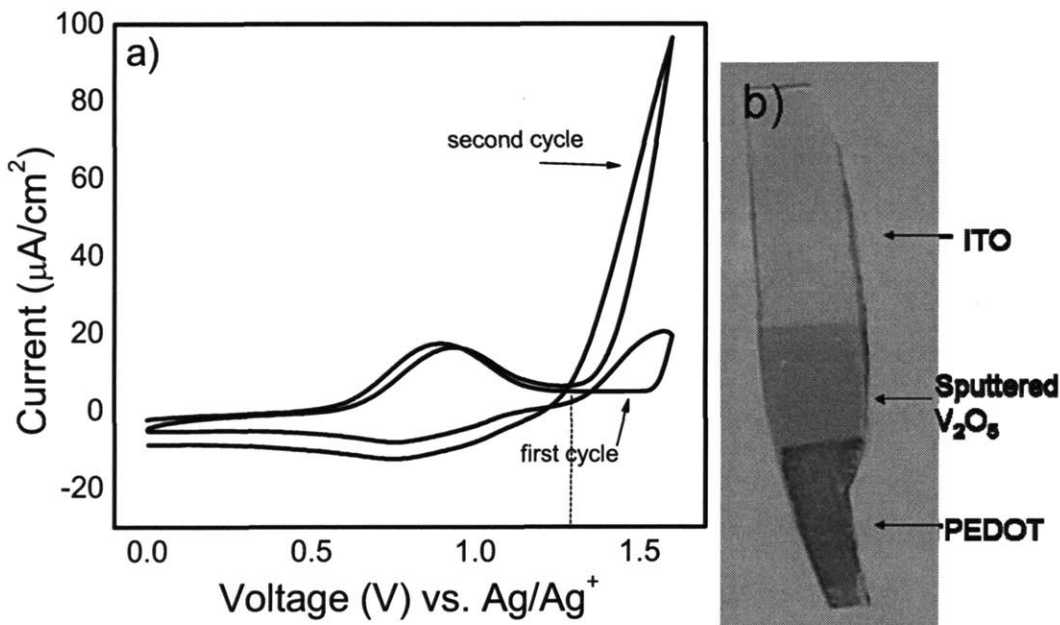 a)
100
80
60
40
20
0
-20
Current (μA/cm²)
second cycle
first cycle
0.0 0.5 1.0 1.5
Voltage (V) vs. Ag/Ag⁺
b)
ITO
Sputtered
V₂O₅
PEDOT